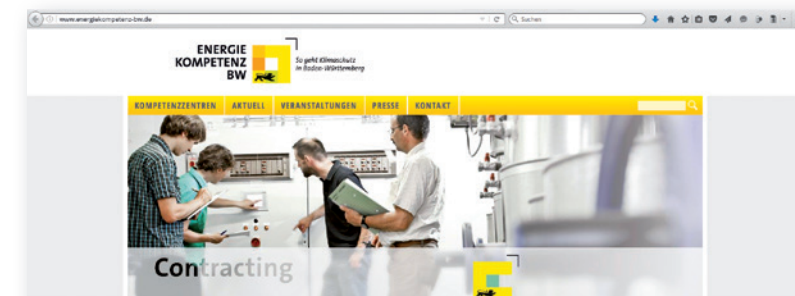 www.energiekompetenz-bw.de
Suchen
ENERGIE
KOMPETENZ
BW
So geht Klimaschutz
in Baden-Württemberg
KOMPETENZZENTREN AKTUELL VERANSTALTUNGEN PRESSE KONTAKT
Contracting